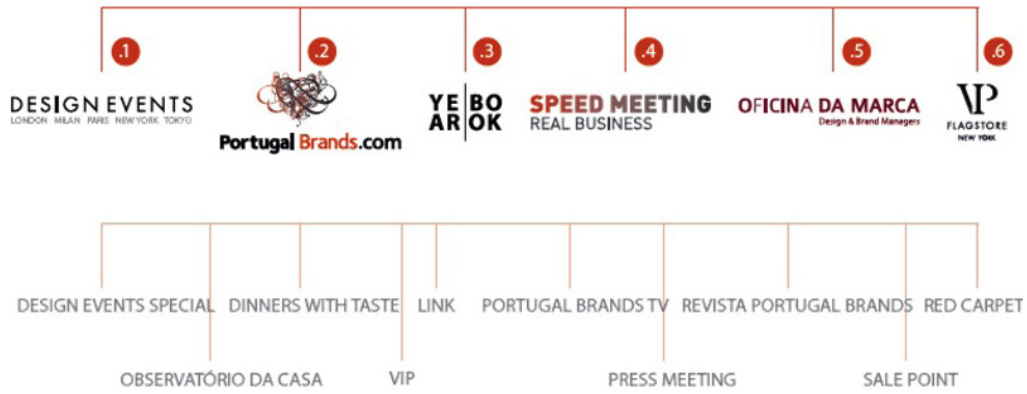 .1
.2
.3
.4
.5
.6
DESIGN EVENTS
LONDON MILAN PARIS NEW YORK TOKYO
Portugal Brands.com
YE BO
AR OK
SPEED MEETING
REAL BUSINESS
OFICINA DA MARCA
Design & Brand Managers
VP
FLAGSTORE
NEW YORK
DESIGN EVENTS SPECIAL
DINNERS WITH TASTE
LINK
PORTUGAL BRANDS TV
REVISTA PORTUGAL BRANDS
RED CARPET
OBSERVATÓRIO DA CASA
VIP
PRESS MEETING
SALE POINT